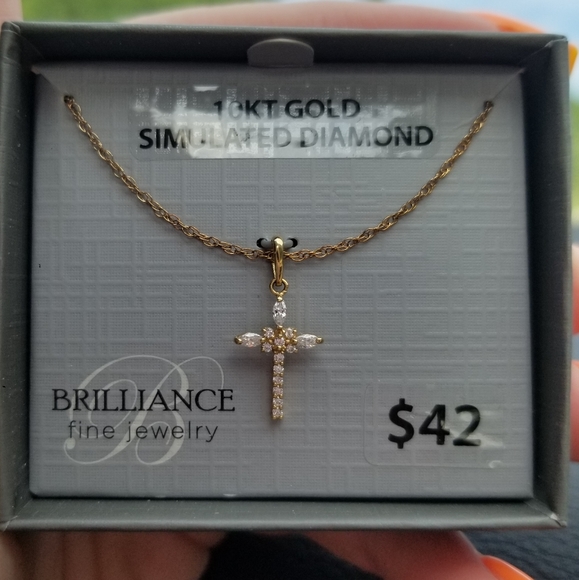 10KT GOLD
SIMULATED DIAMOND
BRILLIANCE
fine jewelry
B
$42